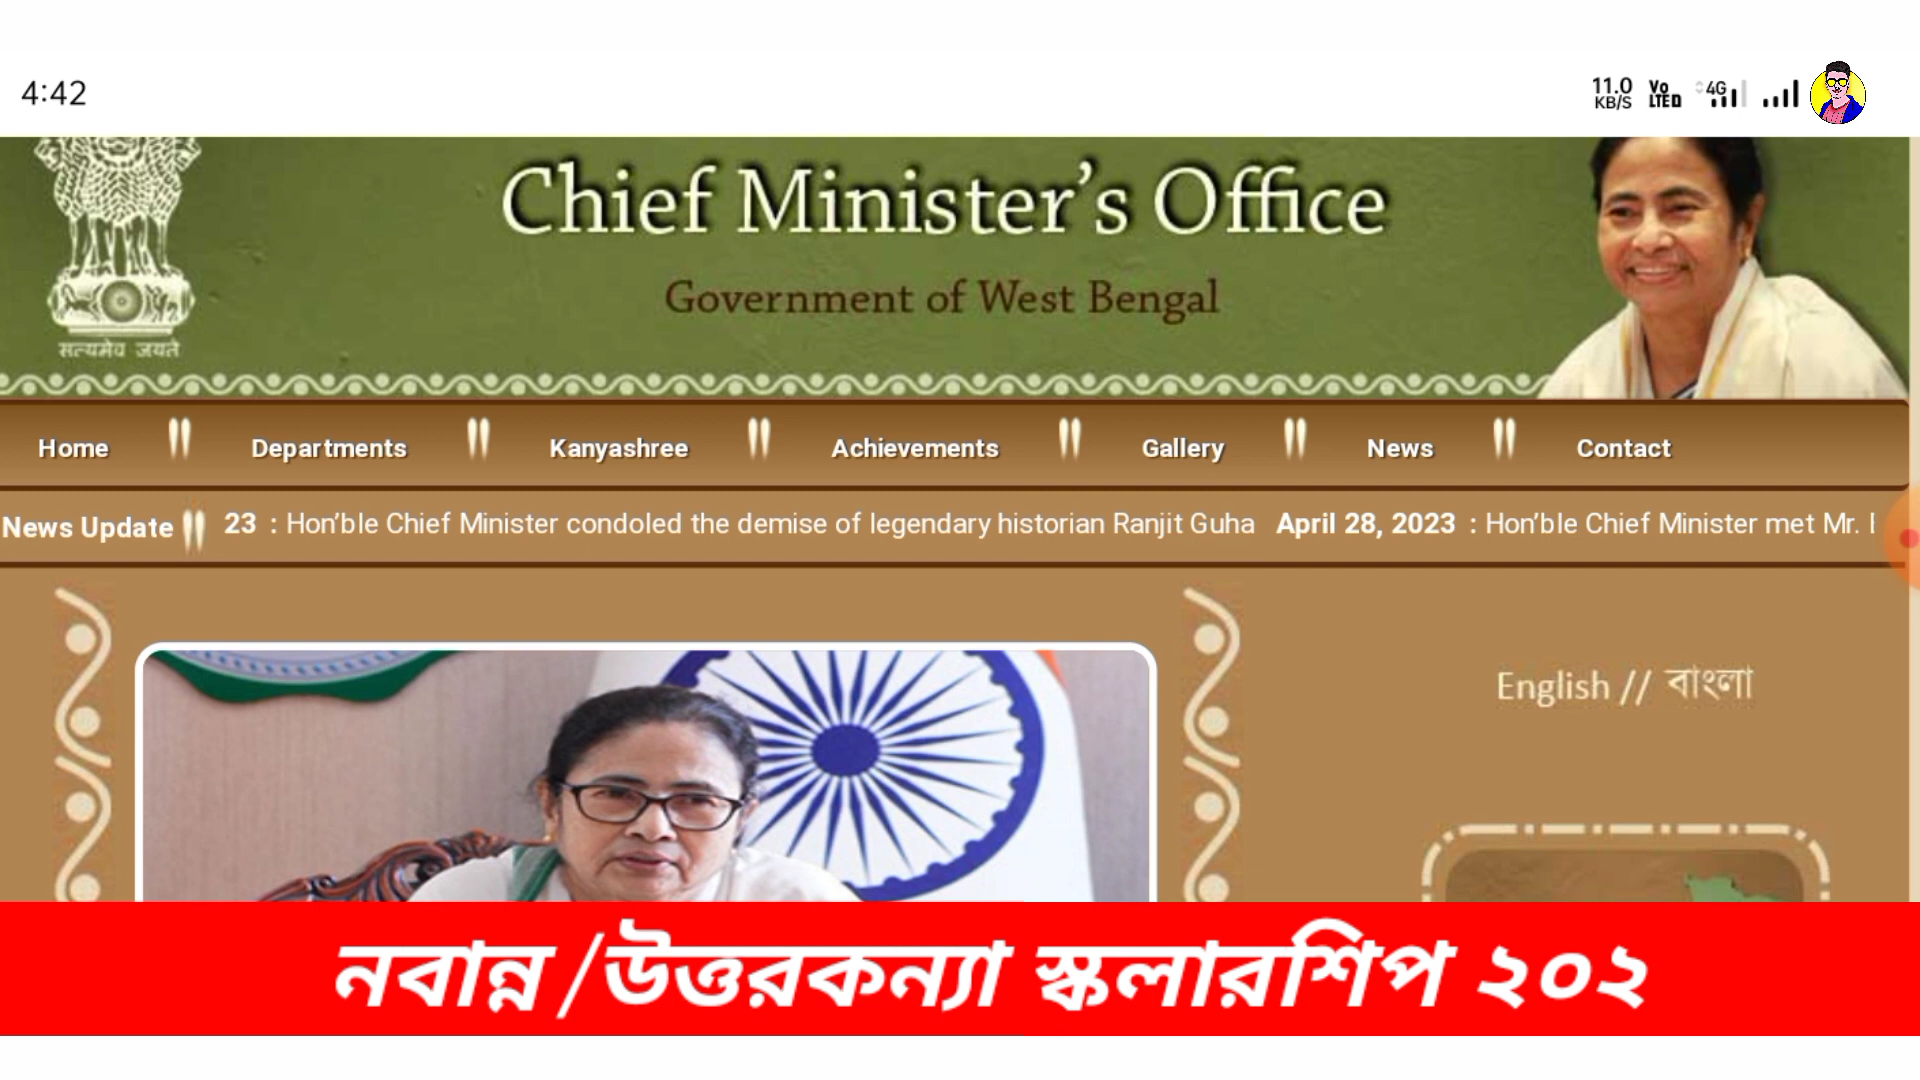 4:42
11.0
KB/S
Vo
LTE
4G
Chief Minister's Office
Government of West Bengal
सत्यमेव जयते
Home Departments Kanyashree Achievements Gallery News Contact
News Update 23 : Hon'ble Chief Minister condoled the demise of legendary historian Ranjit Guha April 28, 2023 : Hon'ble Chief Minister met Mr.
English // বাংলা
নবান্ন /উত্তরকন্যা স্কলারশিপ ২০২